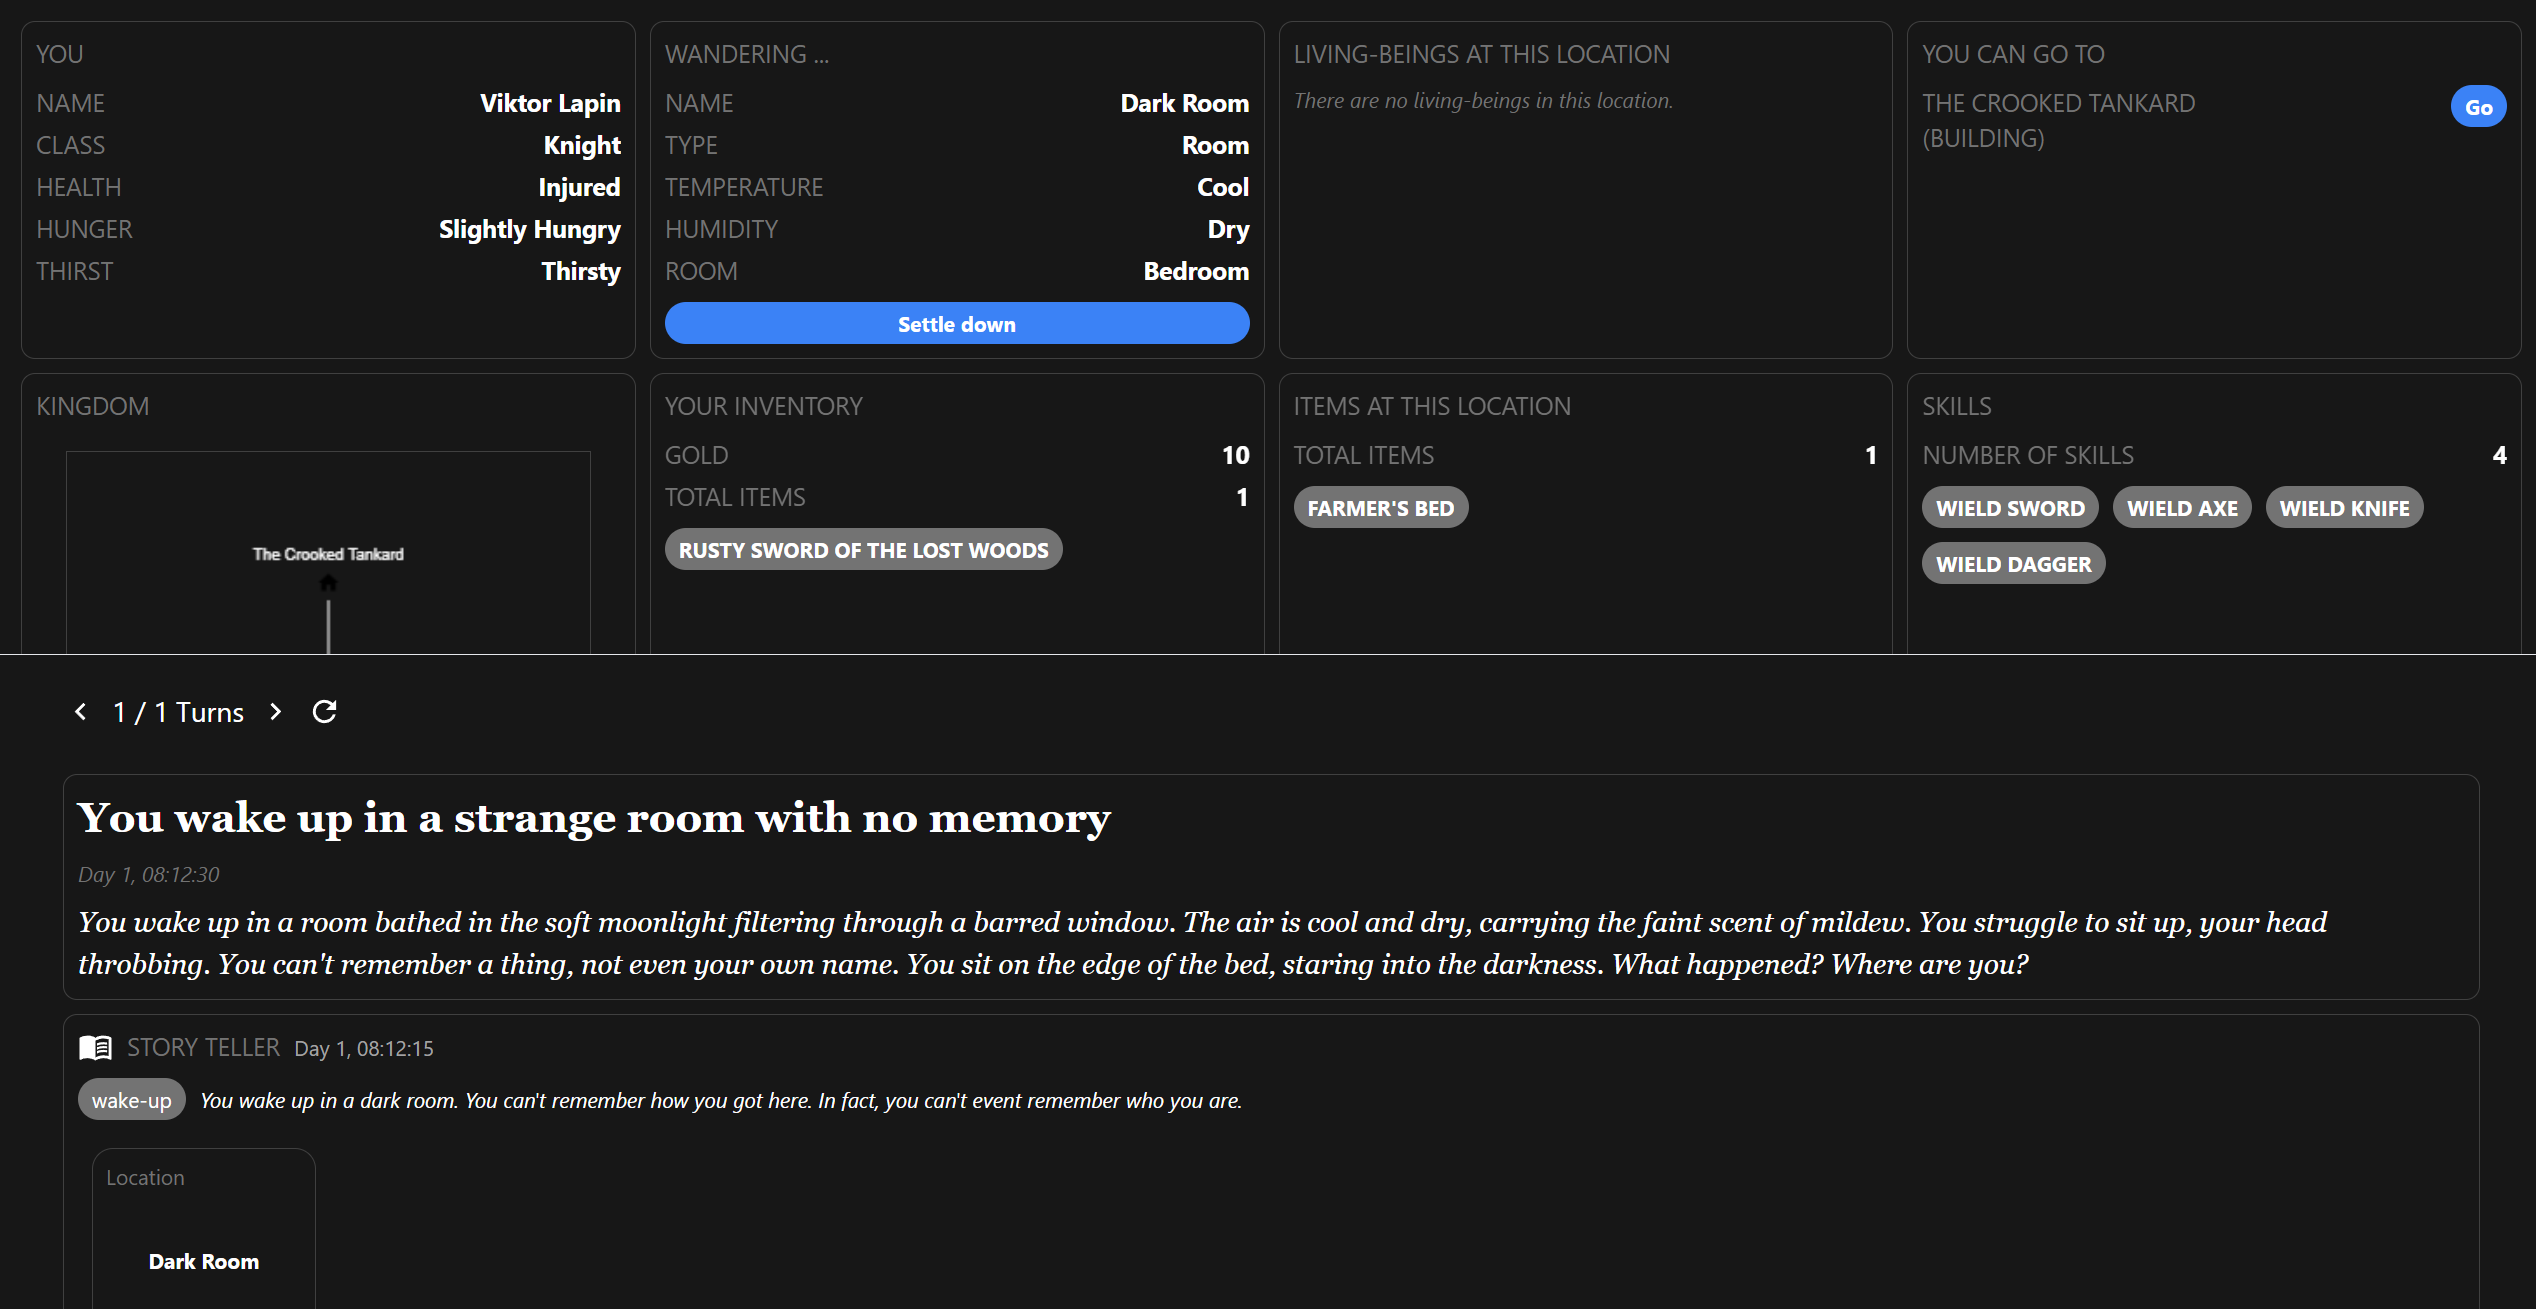 YOU
NAME Viktor Lapin
CLASS Knight
HEALTH Injured
HUNGER Slightly Hungry
THIRST Thirsty
WANDERING ...
NAME Dark Room
TYPE Room
TEMPERATURE Cool
HUMIDITY Dry
ROOM Bedroom
Settle down
LIVING-BEINGS AT THIS LOCATION
There are no living-beings in this location.
YOU CAN GO TO
THE CROOKED TANKARD Go
(BUILDING)
KINGDOM
The Crooked Tankard
YOUR INVENTORY
GOLD 10
TOTAL ITEMS 1
RUSTY SWORD OF THE LOST WOODS
ITEMS AT THIS LOCATION
TOTAL ITEMS 1
FARMER'S BED
SKILLS
NUMBER OF SKILLS 4
WIELD SWORD WIELD AXE WIELD KNIFE
WIELD DAGGER
1 / 1 Turns
You wake up in a strange room with no memory
Day 1, 08:12:30
You wake up in a room bathed in the soft moonlight filtering through a barred window. The air is cool and dry, carrying the faint scent of mildew. You struggle to sit up, your head
throbbing. You can't remember a thing, not even your own name. You sit on the edge of the bed, staring into the darkness. What happened? Where are you?
STORY TELLER Day 1, 08:12:15
wake-up You wake up in a dark room. You can't remember how you got here. In fact, you can't event remember who you are.
Location
Dark Room